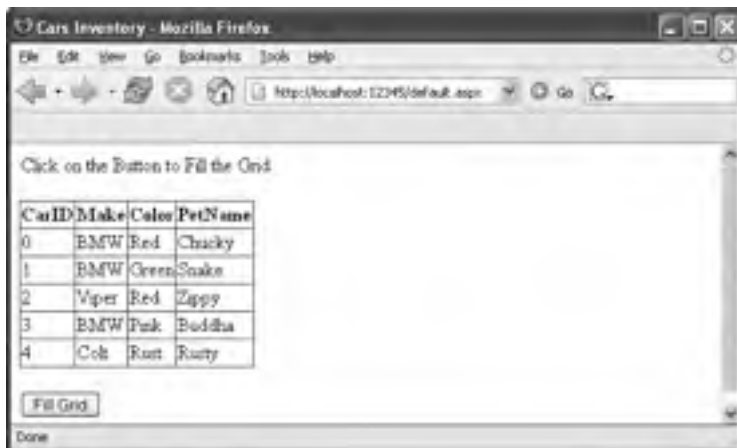 Cars Inventory - Mozilla Firefox
File Edit View Go Bookmarks Tools Help
http://localhost:12345/default.aspx Go
Click on the Button to Fill the Grid
CarID Make Color PetName
0 BMW Red Chucky
1 BMW Green Snake
2 Viper Red Zippy
3 BMW Pink Buddha
4 Colt Rust Rusty
Fill Grid
Done